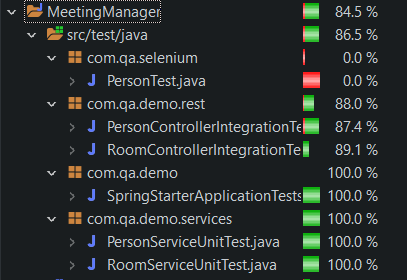 MeetingManager 84.5 %
src/test/java 86.5 %
com.qa.selenium 0.0 %
PersonTest.java 0.0 %
com.qa.demo.rest 88.0 %
PersonControllerIntegrationTe 87.4 %
RoomControllerIntegrationTe 89.1 %
com.qa.demo 100.0 %
SpringStarterApplicationTests 100.0 %
com.qa.demo.services 100.0 %
PersonServiceUnitTest.java 100.0 %
RoomServiceUnitTest.java 100.0 %